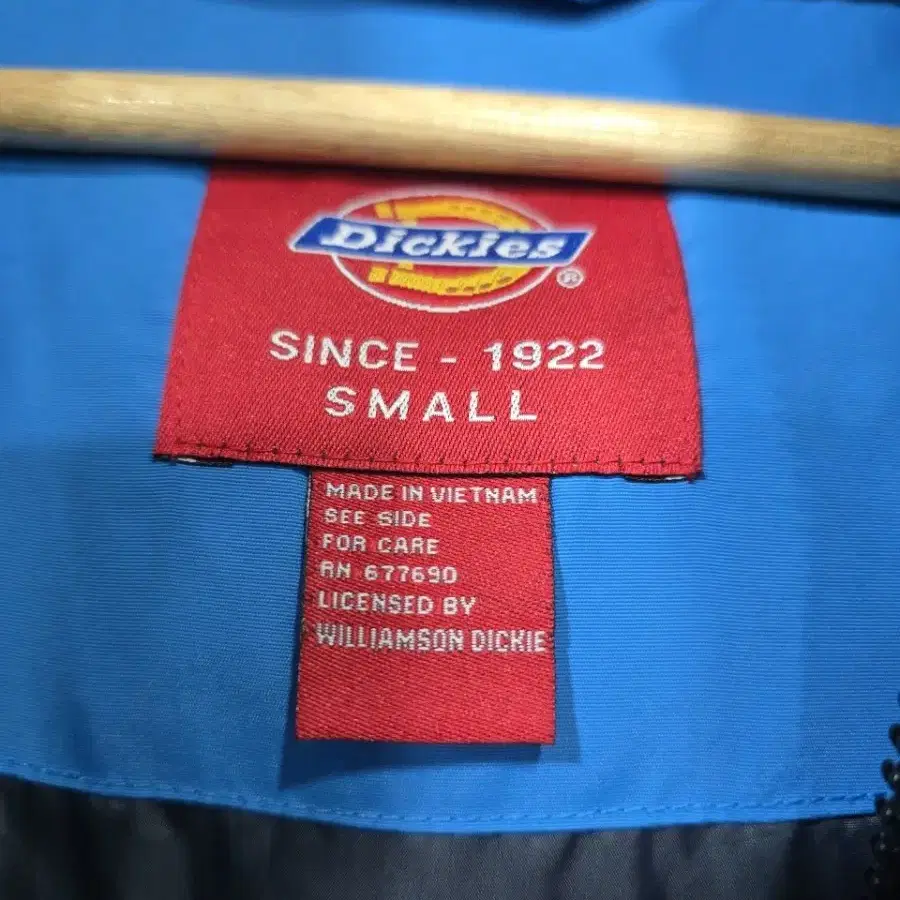 Dickies®
SINCE - 1922
SMALL
MADE IN VIETNAM
SEE SIDE
FOR CARE
RN 677690
LICENSED BY
WILLIAMSON DICKIE